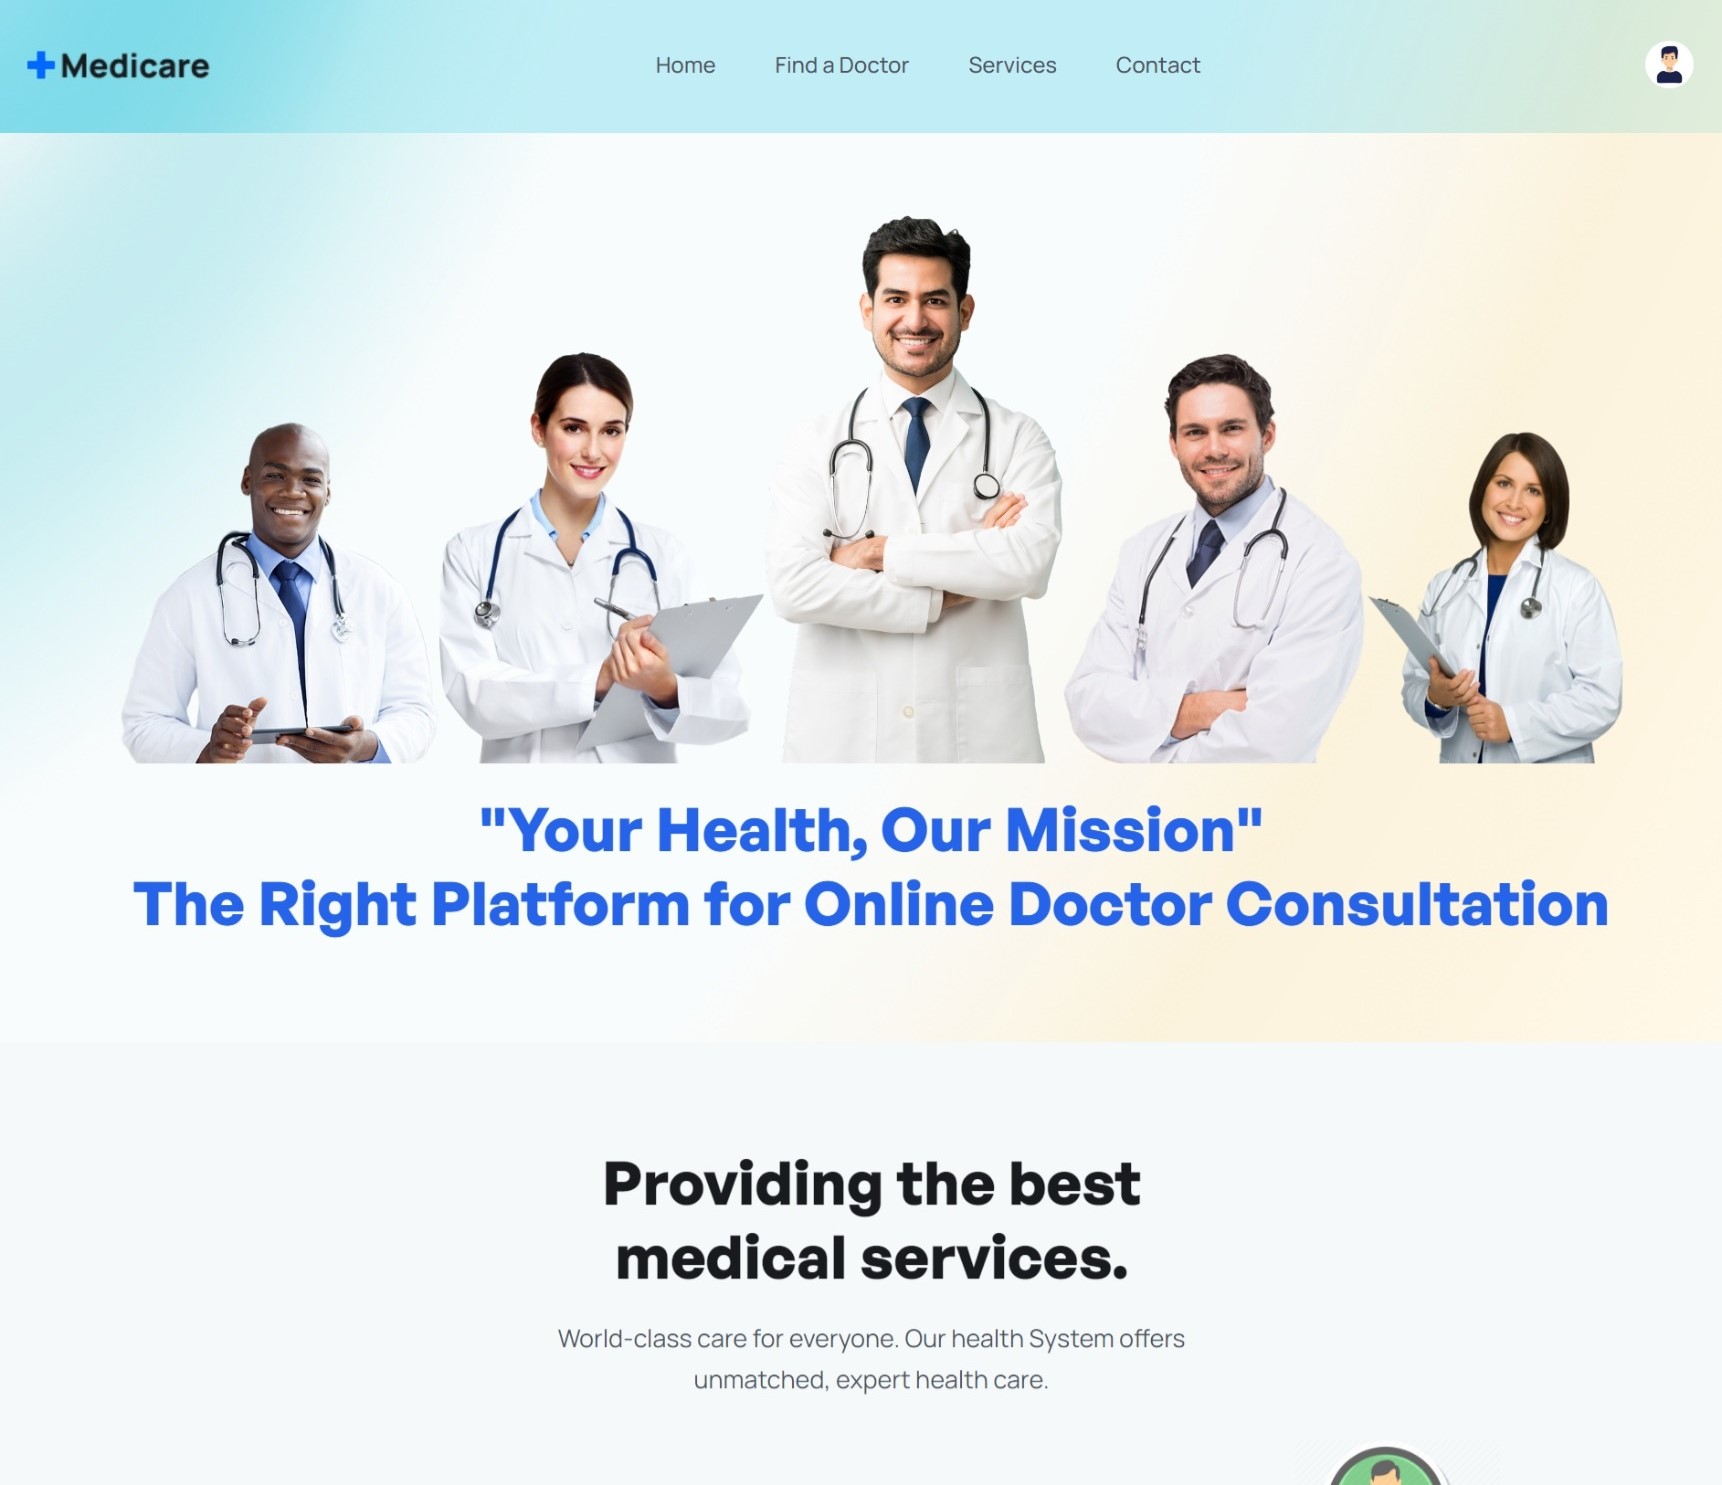 Medicare
Home
Find a Doctor
Services
Contact
"Your Health, Our Mission"
The Right Platform for Online Doctor Consultation
Providing the best
medical services.
World-class care for everyone. Our health System offers
unmatched, expert health care.